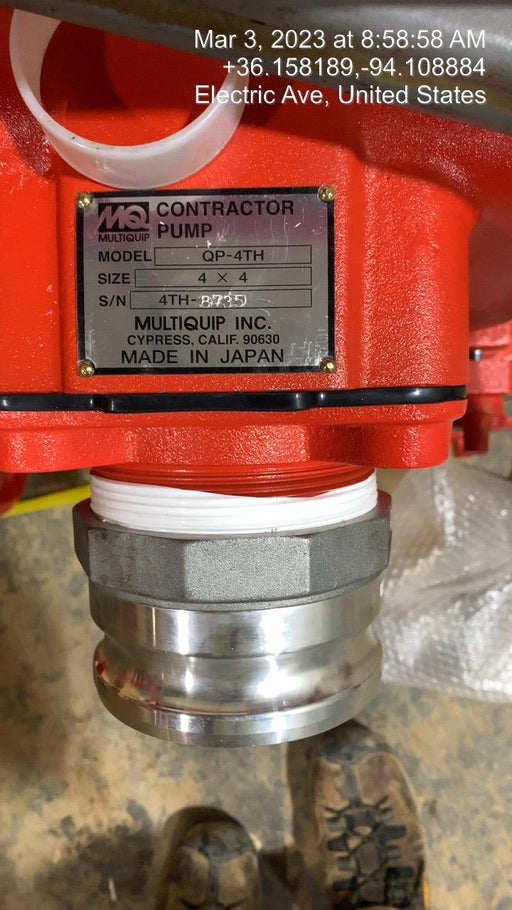 Mar 3, 2023 at 8:58:58 AM
+36.158189,-94.108884
Electric Ave, United States
MQ CONTRACTOR
MULTIQUIP PUMP
MODEL QP-4TH
SIZE 4 × 4
S/N 4TH-8735
MULTIQUIP INC.
CYPRESS, CALIF. 90630
MADE IN JAPAN